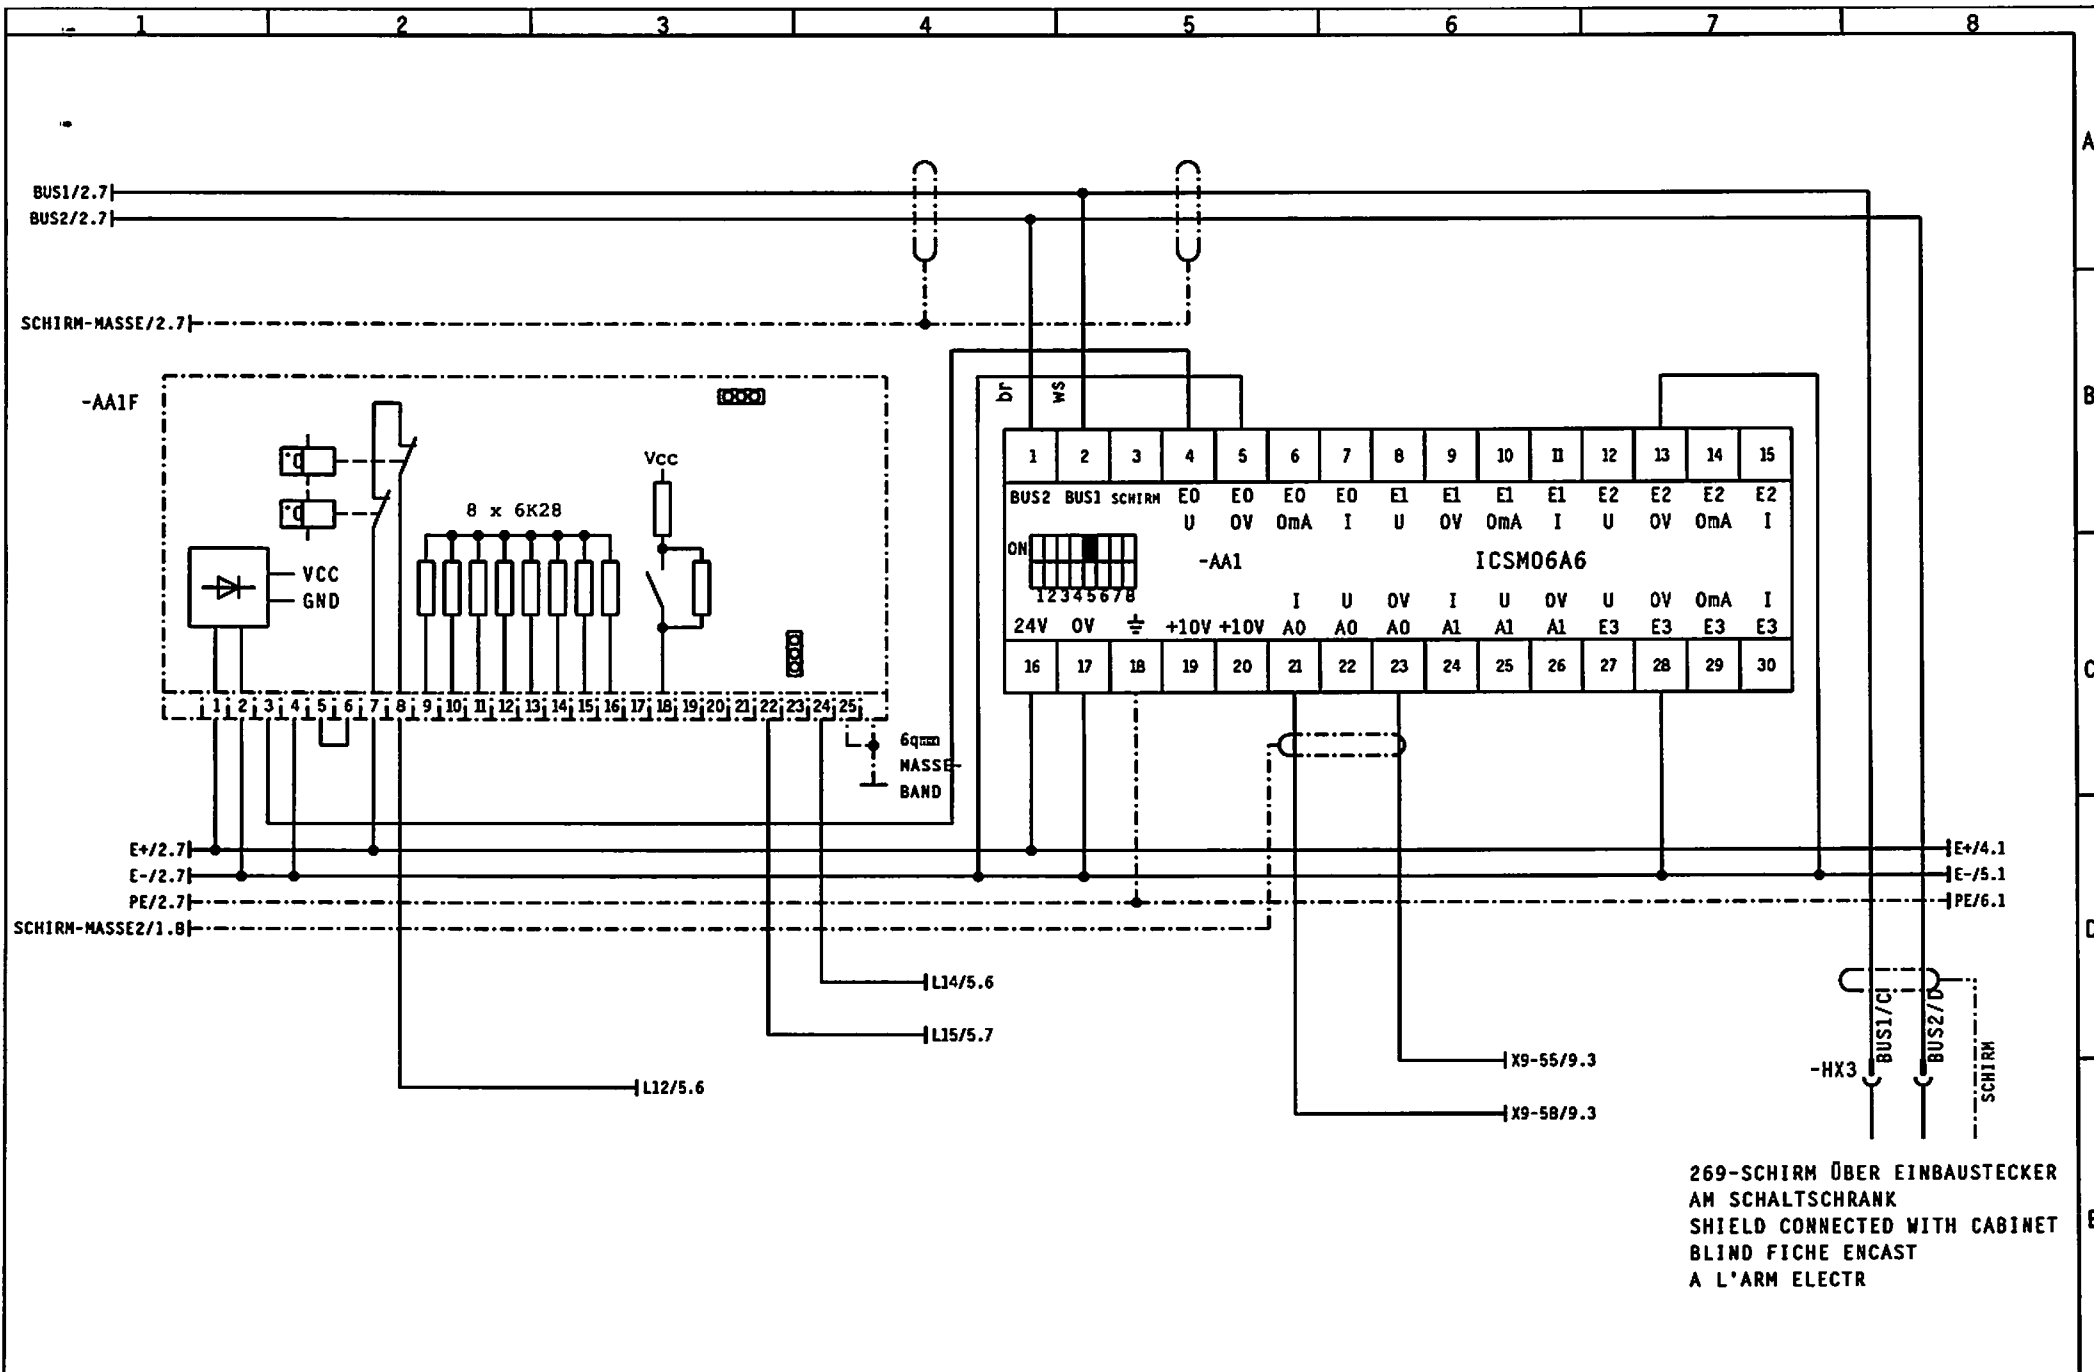 1 2 3 4 5 6 7 8
A
BUS1/2.7
BUS2/2.7
SCHIRM-MASSE/2.7
B
-AA1F
br
ws
Vcc
8 x 6K28
VCC
GND
1 2 3 4 5 6 7 8 9 10 11 12 13 14 15
BUS2 BUS1 SCHIRM E0 E0 E0 E0 E1 E1 E1 E1 E2 E2 E2 E2
U 0V 0mA I U 0V 0mA I U 0V 0mA I
ON
-AA1
ICSM06A6
12345678
I U 0V I U 0V U 0V 0mA I
24V 0V +10V +10V A0 A0 A0 A1 A1 A1 E3 E3 E3 E3
16 17 18 19 20 21 22 23 24 25 26 27 28 29 30
C
1 2 3 4 5 6 7 8 9 10 11 12 13 14 15 16 17 18 19 20 21 22 23 24 25
6qmm
MASSE-
BAND
E+/2.7
E-/2.7
PE/2.7
SCHIRM-MASSE2/1.8
E+/4.1
E-/5.1
PE/6.1
D
L14/5.6
L15/5.7
L12/5.6
X9-55/9.3
X9-58/9.3
BUS1/C
BUS2/D
SCHIRM
-HX3
269-SCHIRM ÜBER EINBAUSTECKER
AM SCHALTSCHRANK
SHIELD CONNECTED WITH CABINET
BLIND FICHE ENCAST
A L'ARM ELECTR
E